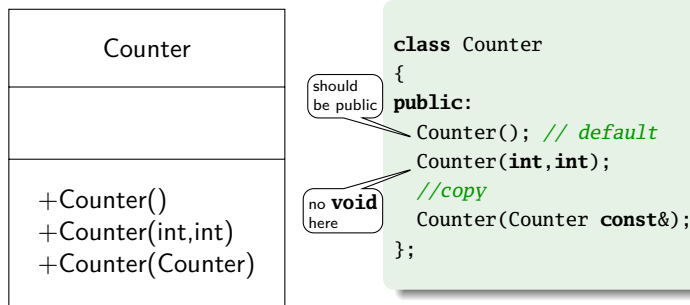 Counter
+Counter()
+Counter(int,int)
+Counter(Counter)
should
be public
no void
here
class Counter
{
public:
Counter(); // default
Counter(int,int);
//copy
Counter(Counter const&);
};